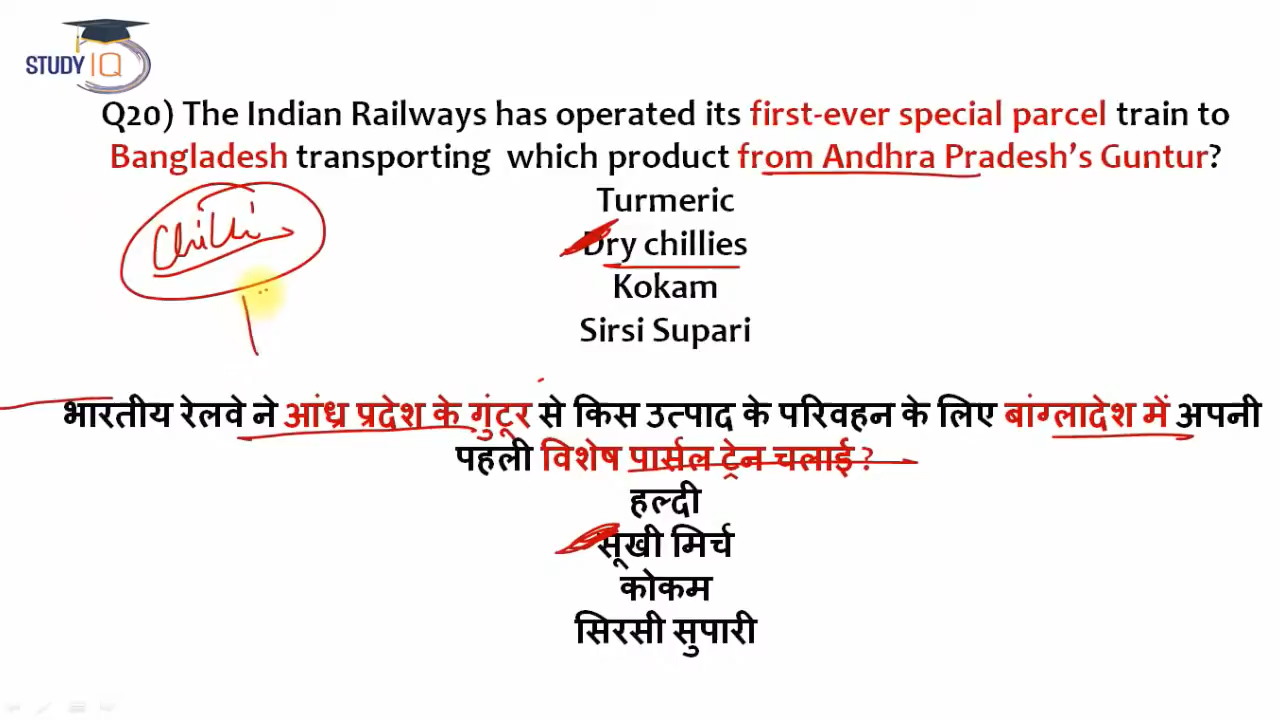 STUDY IQ
Q20) The Indian Railways has operated its first-ever special parcel train to
Bangladesh transporting which product from Andhra Pradesh's Guntur?
Turmeric
Chilli
Dry chillies
Kokam
Sirsi Supari
भारतीय रेलवे ने आंध्र प्रदेश के गुंटूर से किस उत्पाद के परिवहन के लिए बांग्लादेश में अपनी
पहली विशेष पार्सल ट्रेन चलाई ?
हल्दी
सूखी मिर्च
कोकम
सिरसी सुपारी